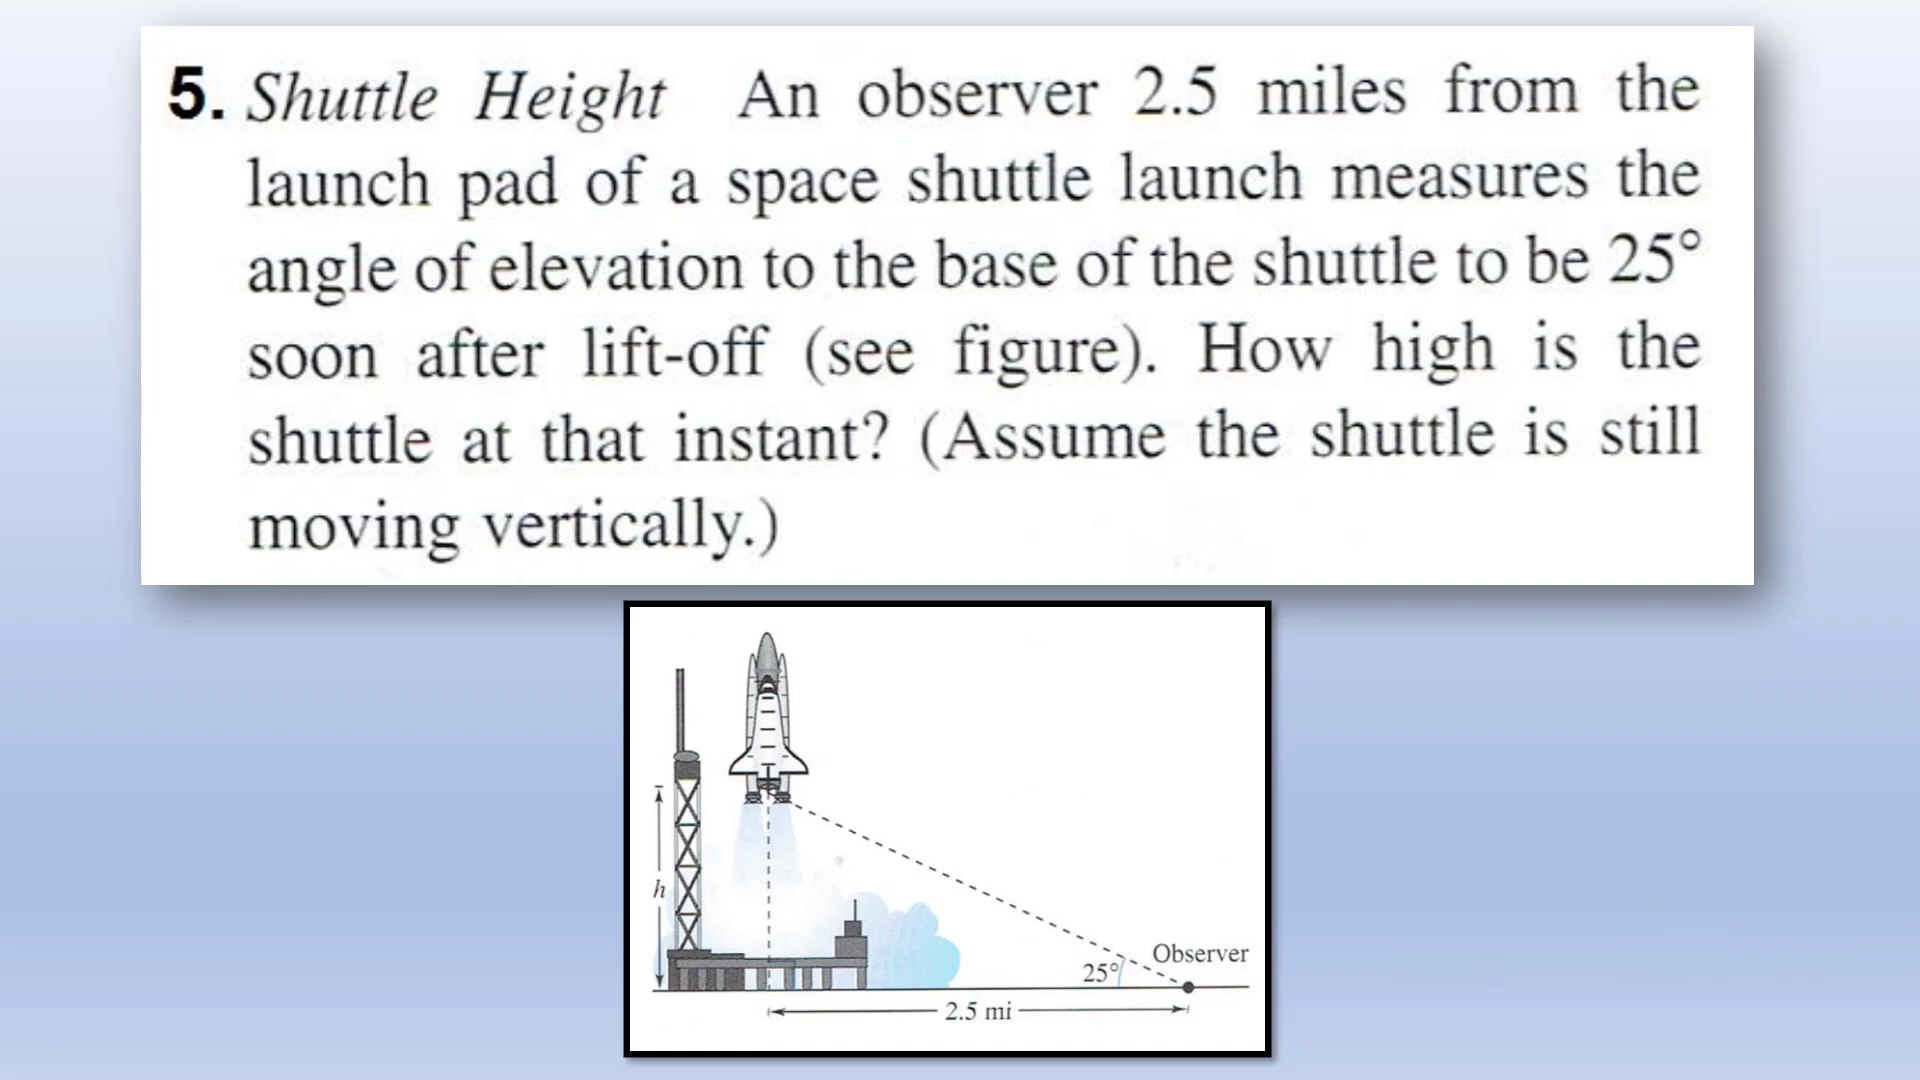 5. Shuttle Height An observer 2.5 miles from the
launch pad of a space shuttle launch measures the
angle of elevation to the base of the shuttle to be 25°
soon after lift-off (see figure). How high is the
shuttle at that instant? (Assume the shuttle is still
moving vertically.)
h
Observer
25°
2.5 mi